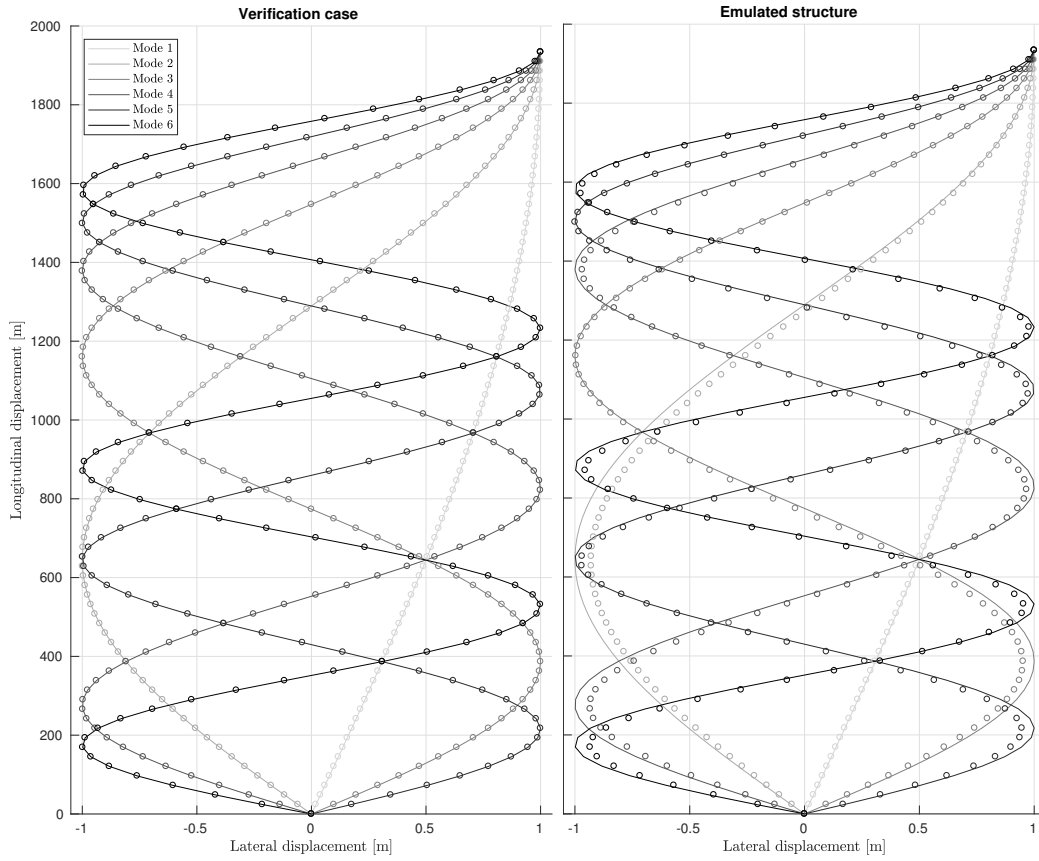 Verification case
Emulated structure
Mode 1
Mode 2
Mode 3
Mode 4
Mode 5
Mode 6
2000
1800
1600
1400
1200
1000
800
600
400
200
0
Longitudinal displacement [m]
-1 -0.5 0 0.5 1
-1 -0.5 0 0.5 1
Lateral displacement [m]
Lateral displacement [m]